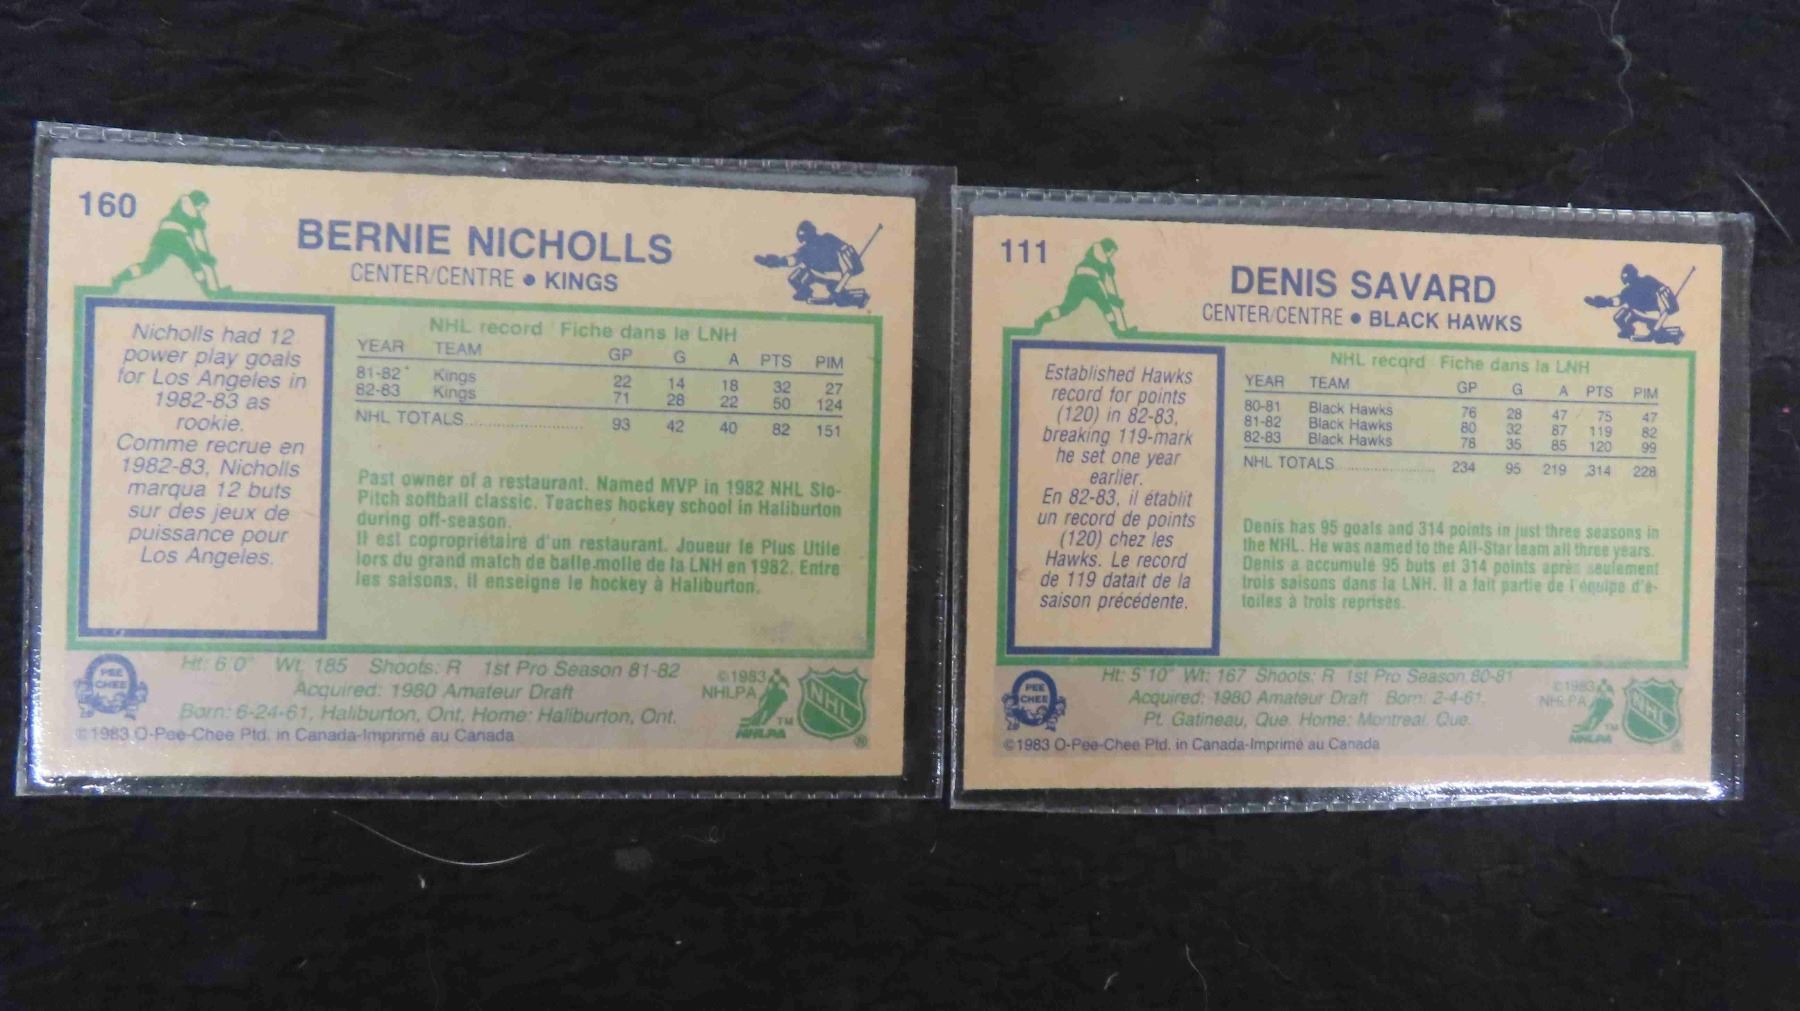 160
BERNIE NICHOLLS
CENTER/CENTRE • KINGS
Nicholls had 12
power play goals
for Los Angeles in
1982-83 as
rookie.
Comme recrue en
1982-83, Nicholls
marqua 12 buts
sur des jeux de
puissance pour
Los Angeles.
NHL record Fiche dans la LNH
YEAR TEAM GP G A PTS PIM
81-82* Kings 22 14 18 32 27
82-83 Kings 71 28 22 50 124
NHL TOTALS 93 42 40 82 151
Past owner of a restaurant. Named MVP in 1982 NHL Slo-
Pitch softball classic. Teaches hockey school in Haliburton
during off-season.
Il est copropriétaire d'un restaurant. Joueur le Plus Utile
lors du grand match de balle molle de la LNH en 1982. Entre
les saisons, il enseigne le hockey à Haliburton.
PEE
CHEE
Ht: 6'0" Wt. 185 Shoots: R 1st Pro Season 81-82
Acquired: 1980 Amateur Draft
Born: 6-24-61, Haliburton, Ont. Home: Haliburton, Ont.
©1983
NHLPA
TM
NHLPA
NHL
®
©1983 O-Pee-Chee Ptd. in Canada-Imprimé au Canada
111
DENIS SAVARD
CENTER/CENTRE • BLACK HAWKS
Established Hawks
record for points
(120) in 82-83,
breaking 119-mark
he set one year
earlier.
En 82-83, il établit
un record de points
(120) chez les
Hawks. Le record
de 119 datait de la
saison précédente.
NHL record Fiche dans la LNH
YEAR TEAM GP G A PTS PIM
80-81 Black Hawks 76 28 47 75 47
81-82 Black Hawks 80 32 87 119 82
82-83 Black Hawks 78 35 85 120 99
NHL TOTALS 234 95 219 314 228
Denis has 95 goals and 314 points in just three seasons in
the NHL. He was named to the All-Star team all three years.
Denis a accumulé 95 buts et 314 points après seulement
trois saisons dans la LNH. Il a fait partie de l'équipe d'é-
toiles à trois reprises.
PEE
CHEE
Ht: 5'10" Wt: 167 Shoots: R 1st Pro Season 80-81
Acquired: 1980 Amateur Draft Born: 2-4-61,
Pt. Gatineau, Que. Home: Montreal, Que.
©1983
NHLPA
TM
NHLPA
NHL
®
©1983 O-Pee-Chee Ptd. in Canada-Imprimé au Canada